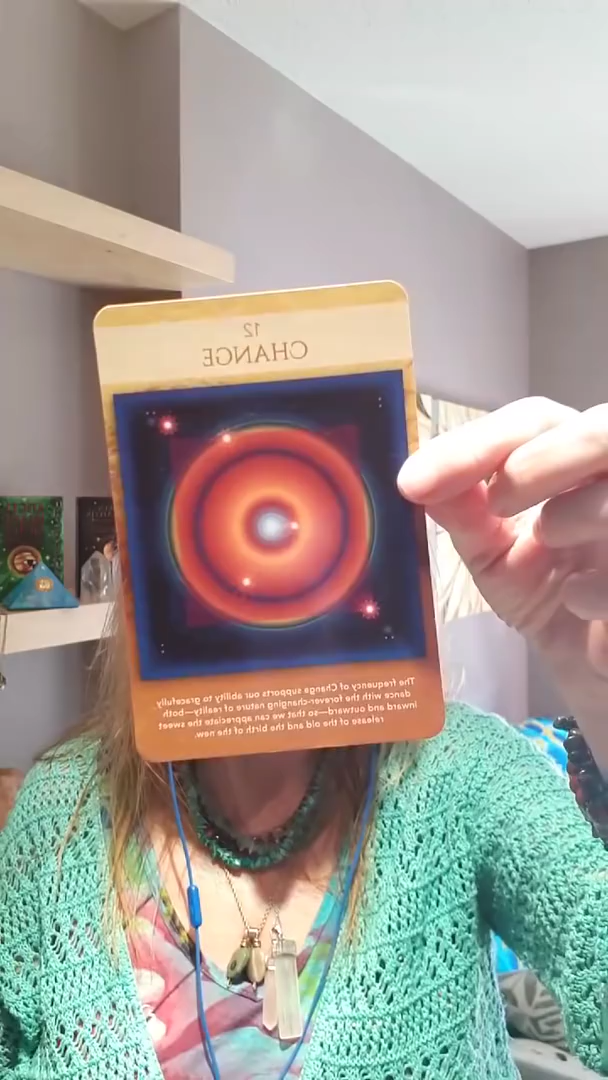 12
CHANGE
The frequency of Change supports our ability to gracefully
dance with the forever-changing nature of reality—both
inward and outward—so that we can appreciate the sweet
release of the old and the birth of the new.